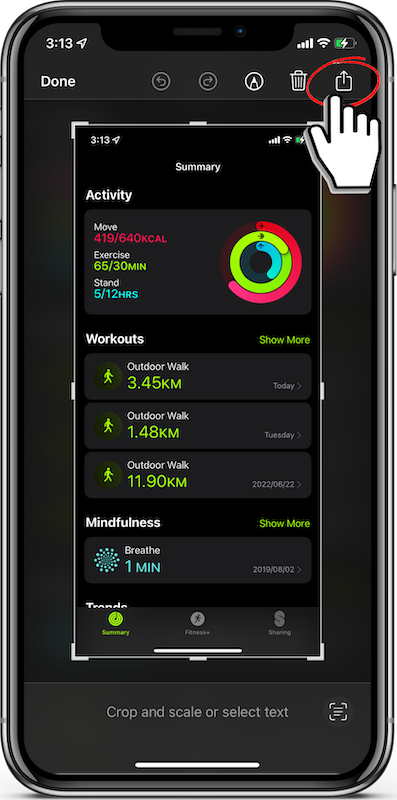 3:13
Done
3:13
Summary
Activity
Move
419/640KCAL
Exercise
65/30MIN
Stand
5/12HRS
Workouts Show More
Outdoor Walk
3.45KM Today
Outdoor Walk
1.48KM Tuesday
Outdoor Walk
11.90KM 2022/06/22
Mindfulness Show More
Breathe
1 MIN 2019/08/02
Trends
Summary Fitness+ Sharing
Crop and scale or select text